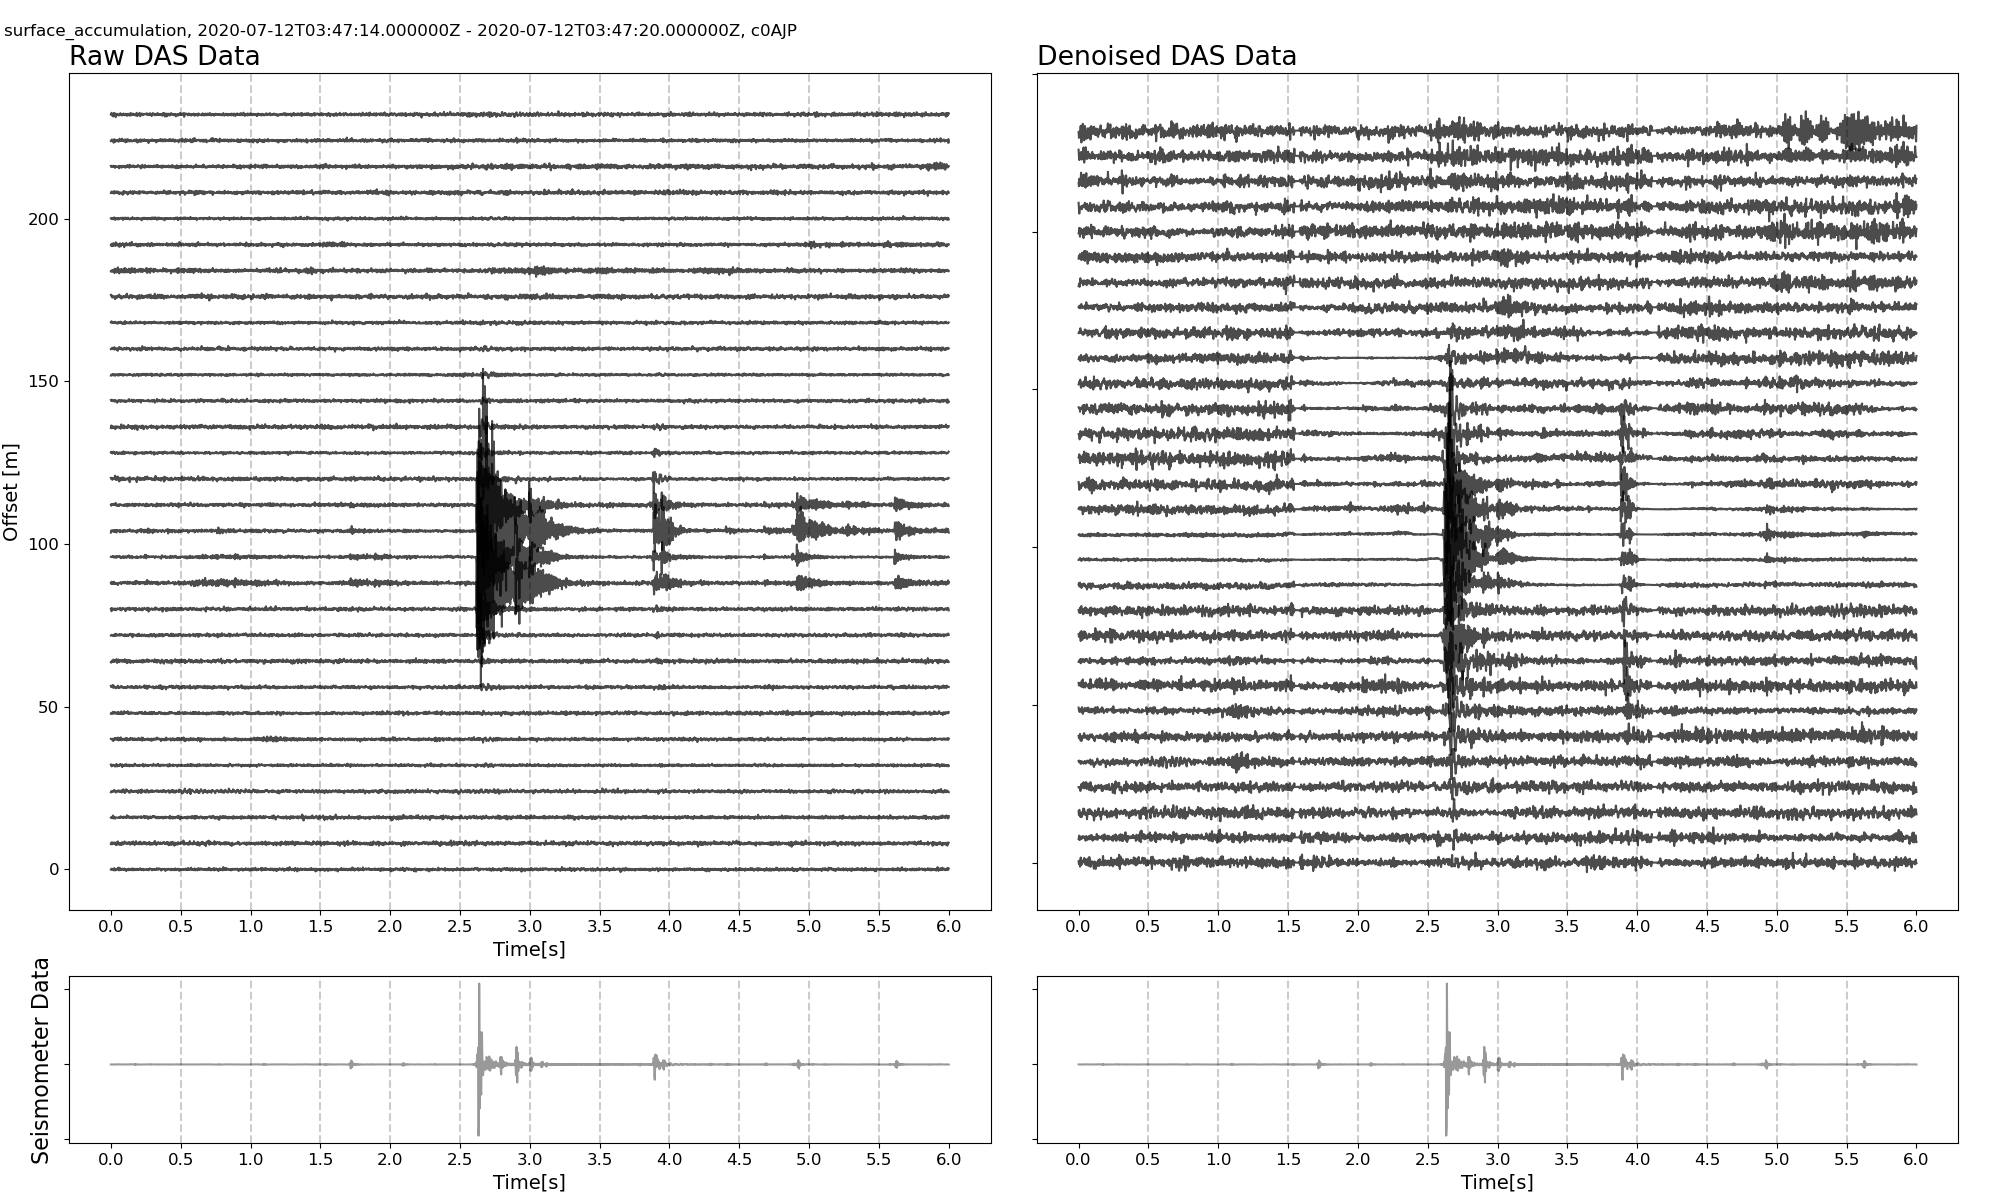 surface_accumulation, 2020-07-12T03:47:14.000000Z - 2020-07-12T03:47:20.000000Z, c0AJP
Raw DAS Data
Denoised DAS Data
Offset [m]
200
150
100
50
0
0.0 0.5 1.0 1.5 2.0 2.5 3.0 3.5 4.0 4.5 5.0 5.5 6.0
Time[s]
0.0 0.5 1.0 1.5 2.0 2.5 3.0 3.5 4.0 4.5 5.0 5.5 6.0
Seismometer Data
0.0 0.5 1.0 1.5 2.0 2.5 3.0 3.5 4.0 4.5 5.0 5.5 6.0
Time[s]
0.0 0.5 1.0 1.5 2.0 2.5 3.0 3.5 4.0 4.5 5.0 5.5 6.0
Time[s]